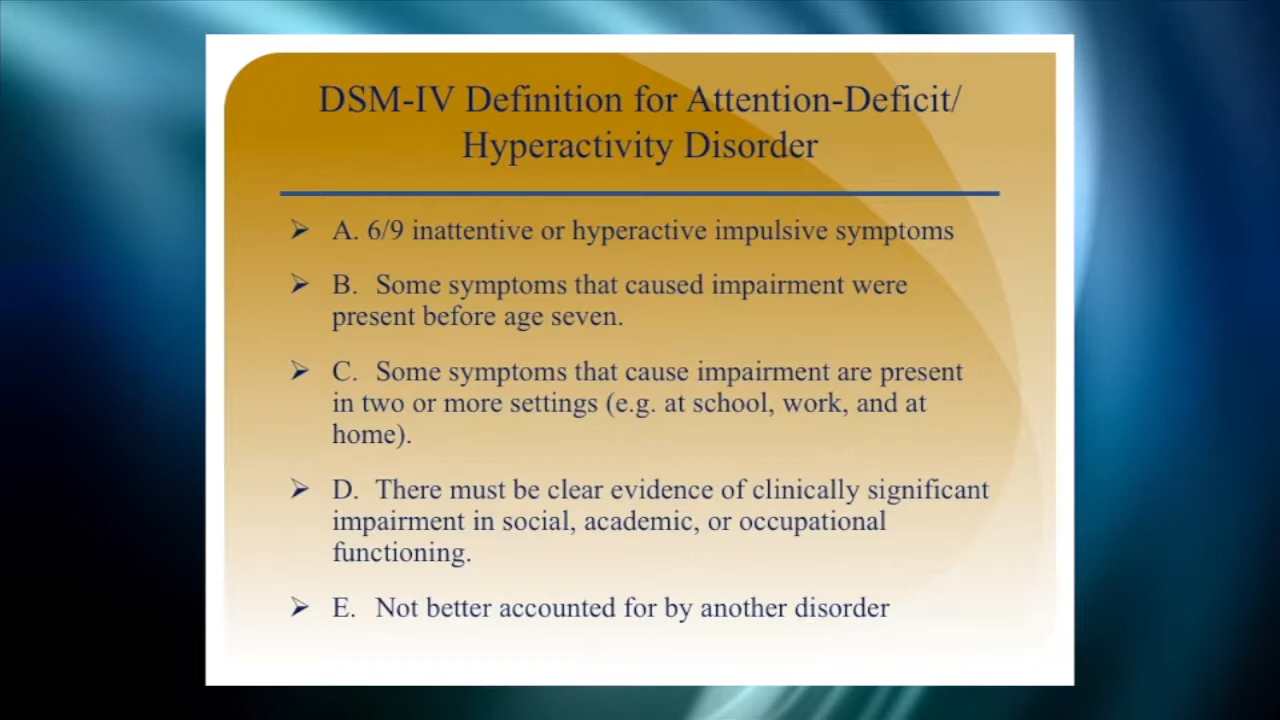 DSM-IV Definition for Attention-Deficit/
Hyperactivity Disorder
➢ A. 6/9 inattentive or hyperactive impulsive symptoms
➢ B. Some symptoms that caused impairment were
present before age seven.
➢ C. Some symptoms that cause impairment are present
in two or more settings (e.g. at school, work, and at
home).
➢ D. There must be clear evidence of clinically significant
impairment in social, academic, or occupational
functioning.
➢ E. Not better accounted for by another disorder